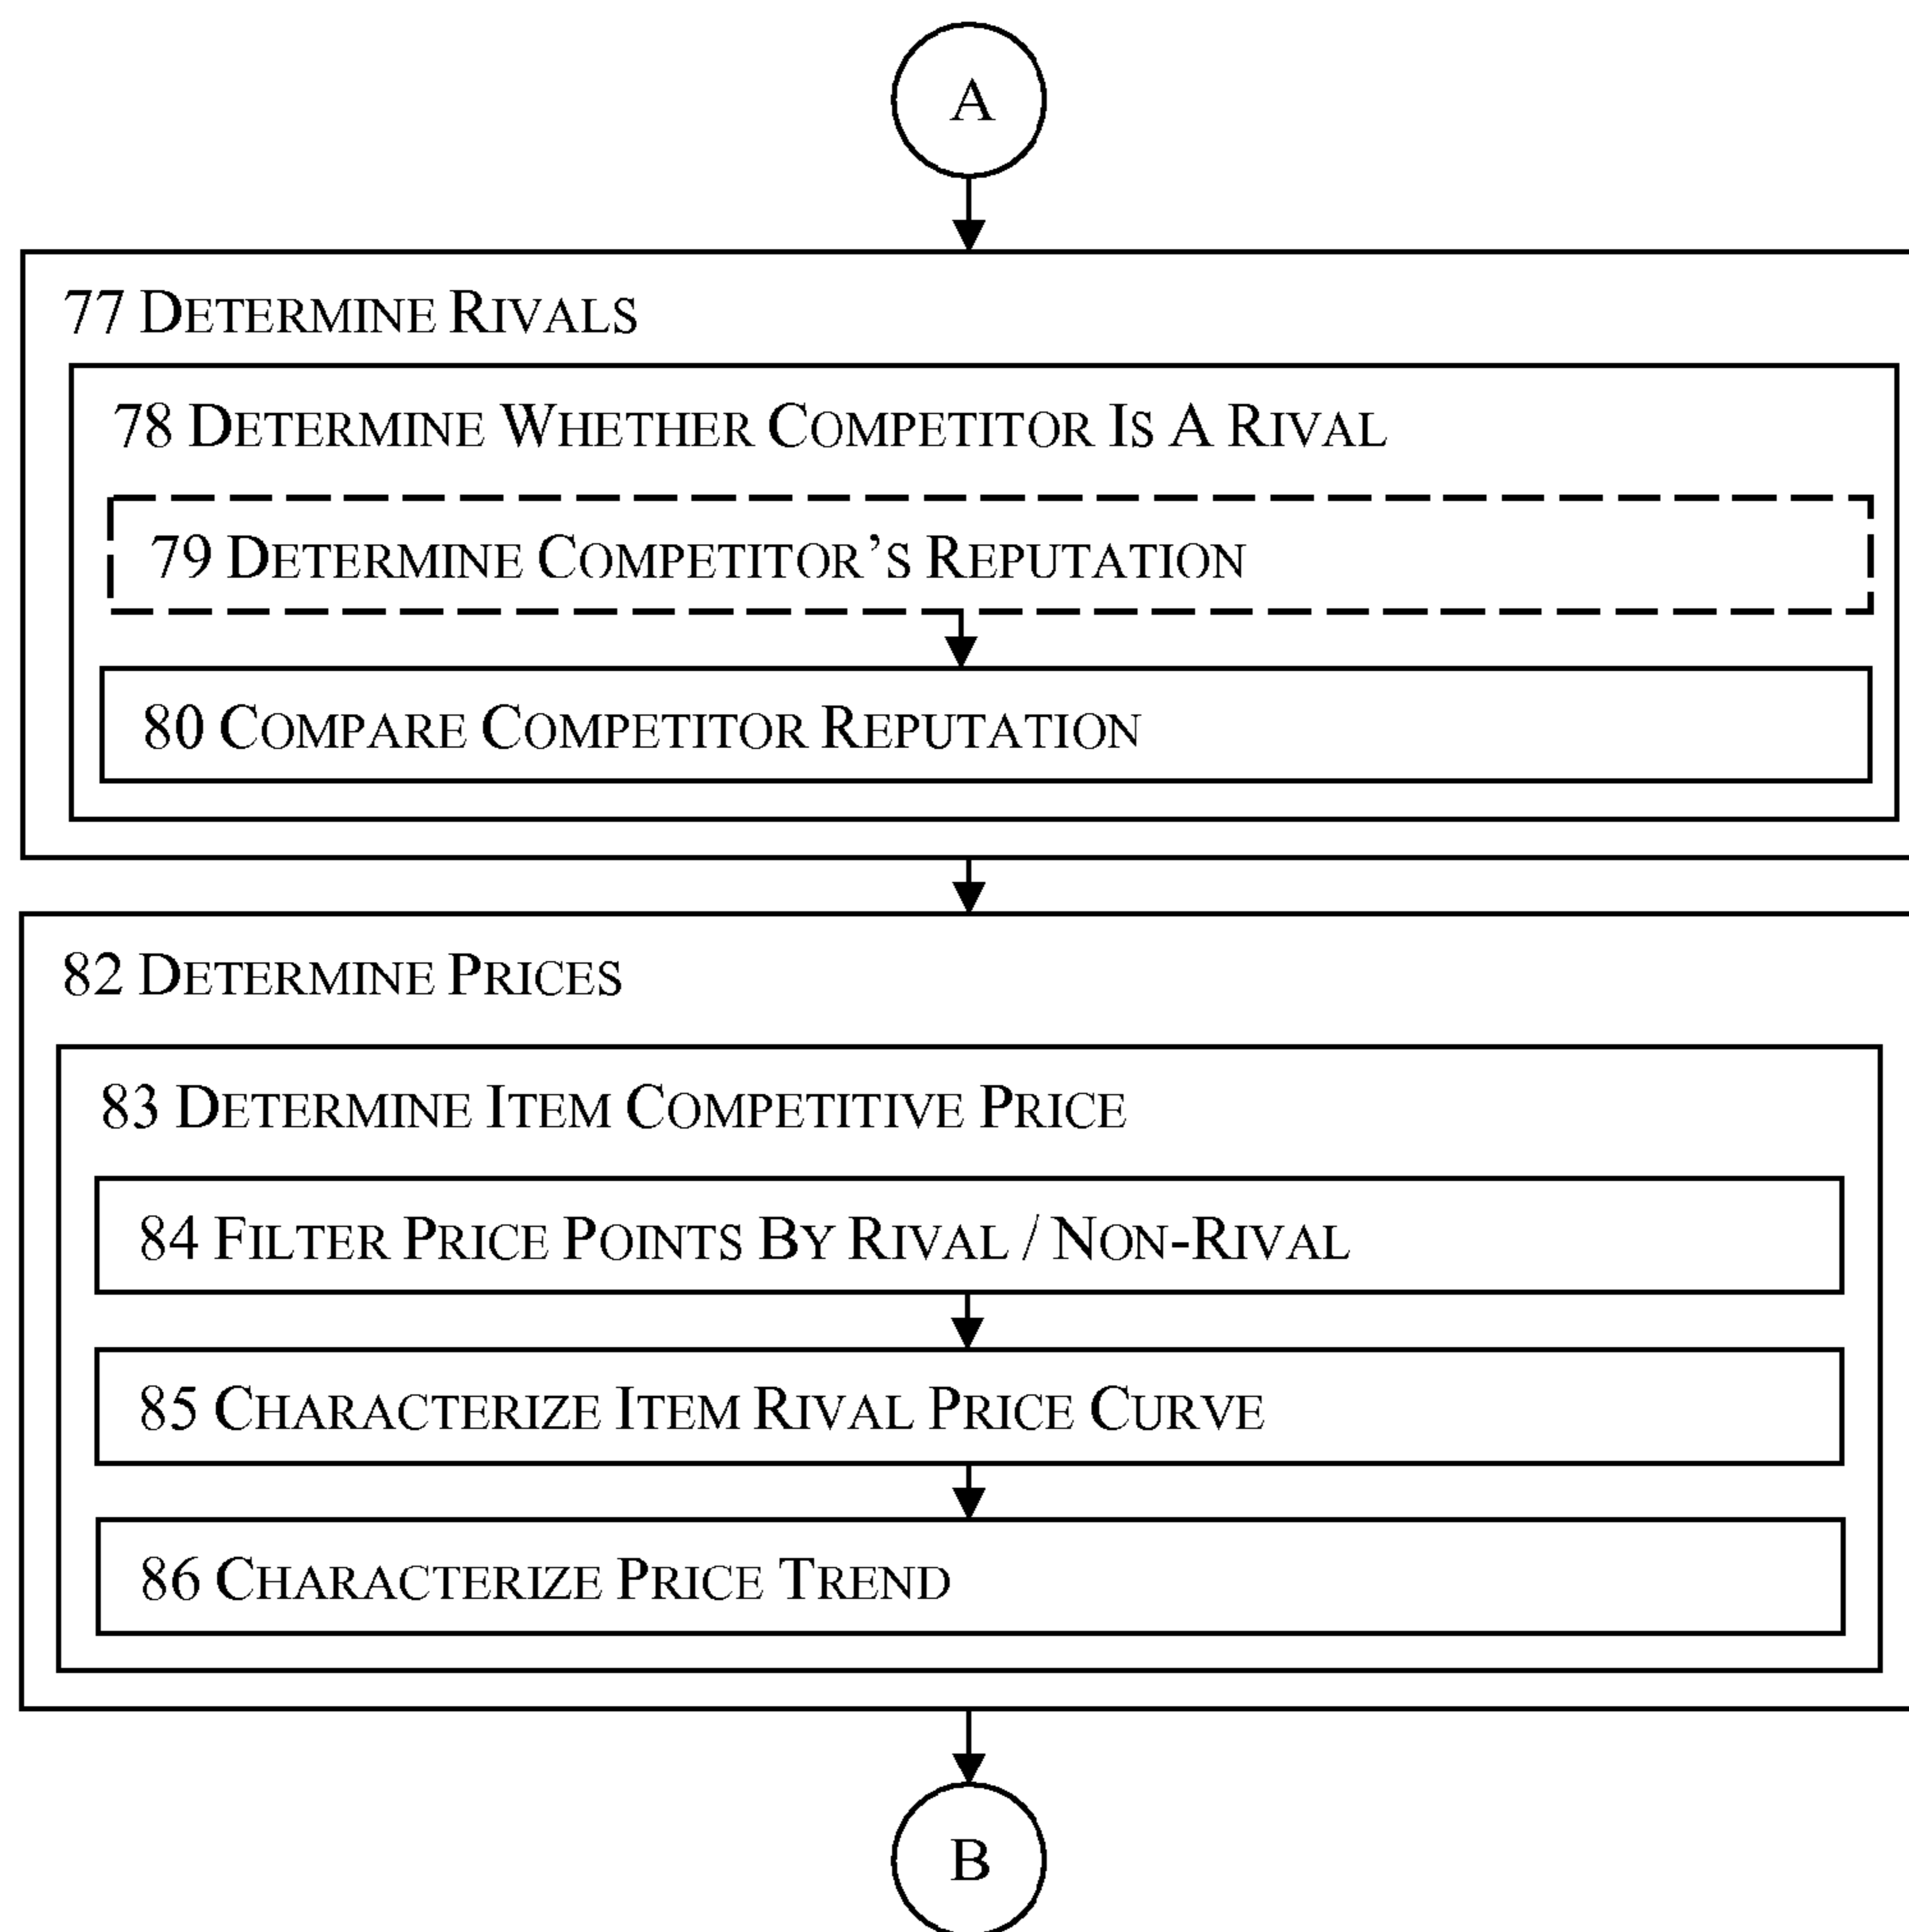 A
77 Determine Rivals
78 Determine Whether Competitor Is A Rival
79 Determine Competitor’s Reputation
80 Compare Competitor Reputation
82 Determine Prices
83 Determine Item Competitive Price
84 Filter Price Points By Rival / Non-Rival
85 Characterize Item Rival Price Curve
86 Characterize Price Trend
B